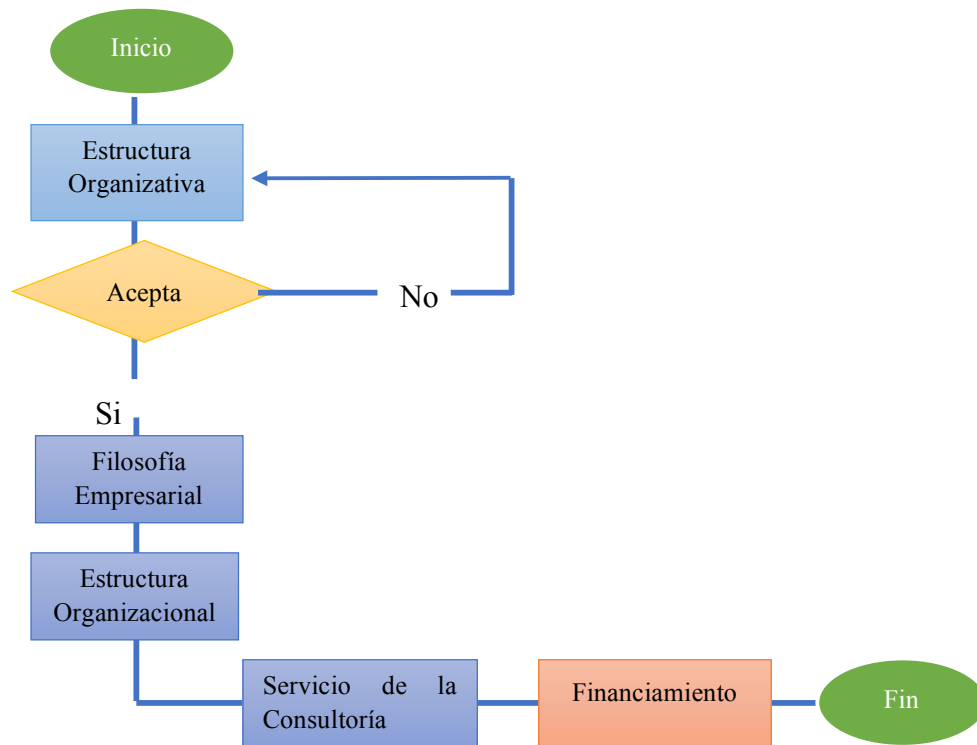 Inicio
Estructura
Organizativa
Acepta
No
Si
Filosofía
Empresarial
Estructura
Organizacional
Servicio de la
Consultoría
Financiamiento
Fin